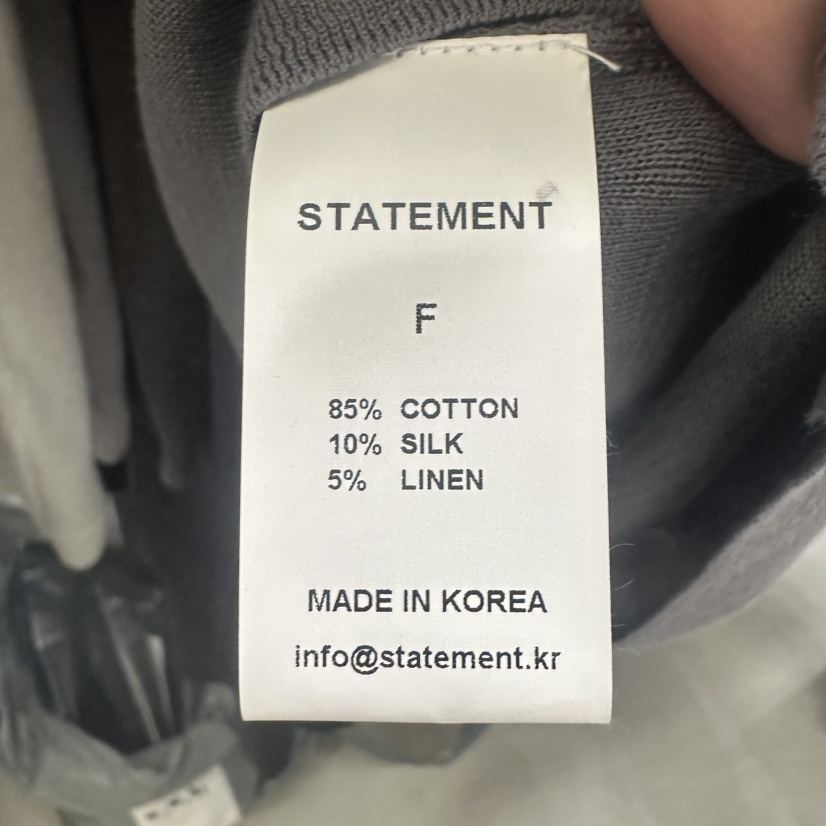 STATEMENT
F
85% COTTON
10% SILK
5% LINEN
MADE IN KOREA
info@statement.kr